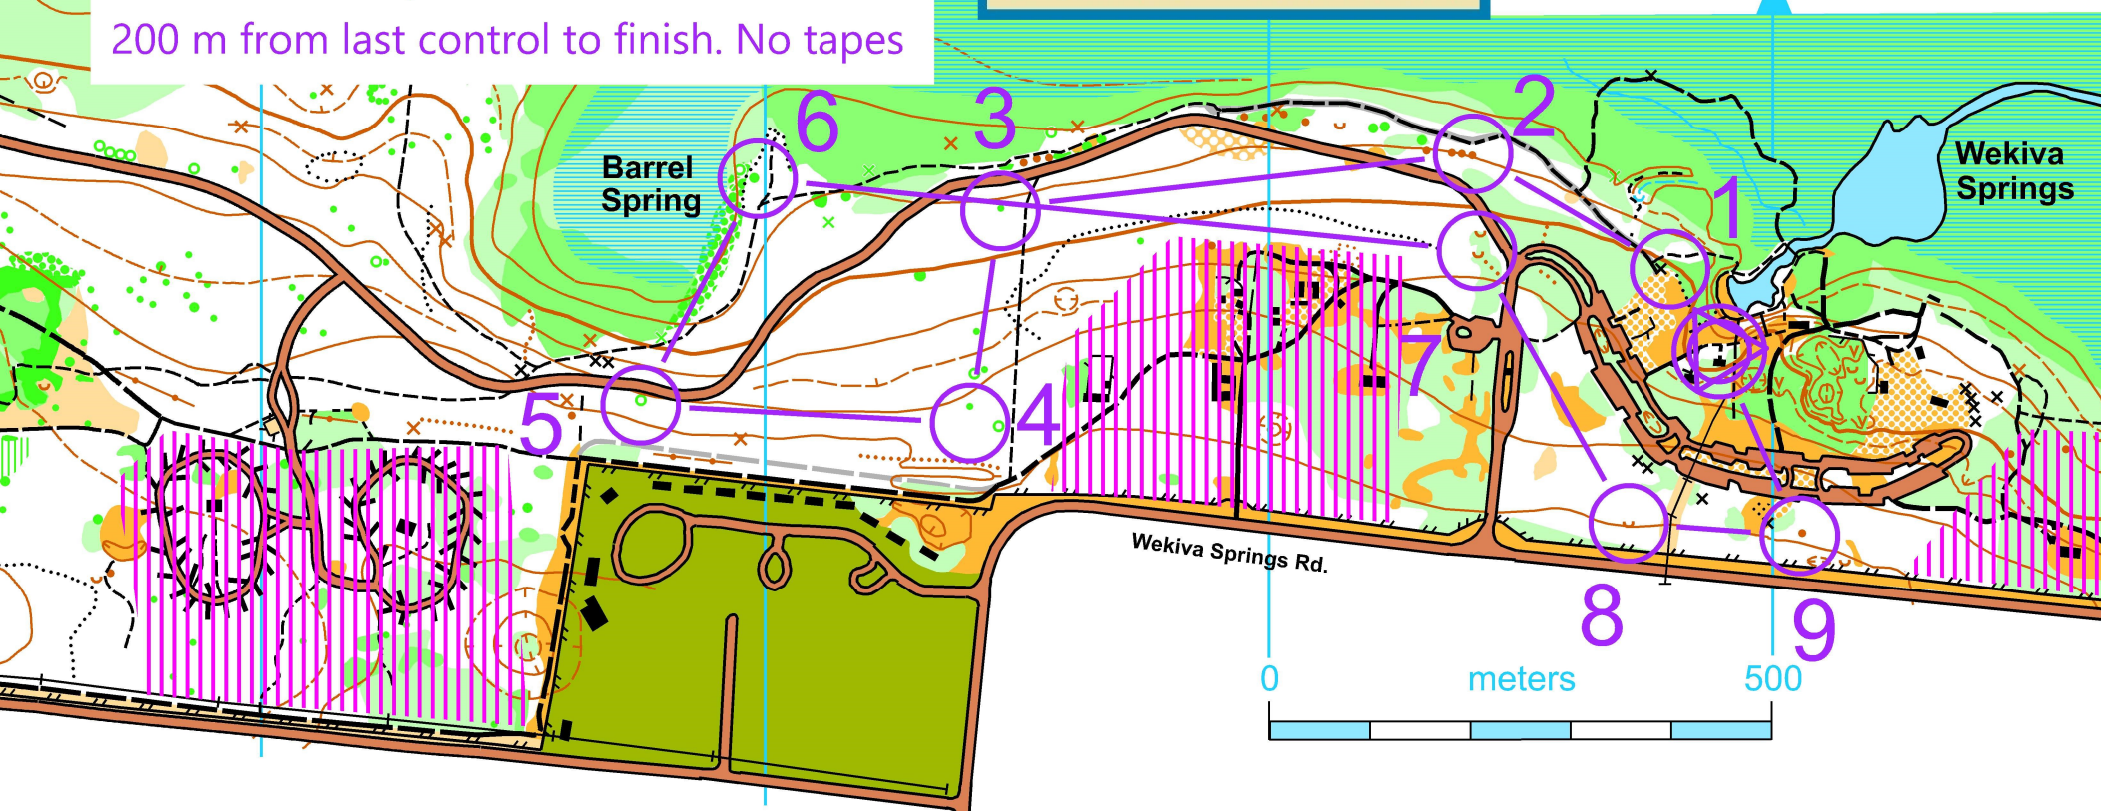 200 m from last control to finish. No tapes
6
3
2
Barrel
Spring
Wekiva
Springs
1
7
5
4
Wekiva Springs Rd.
8
9
0 meters 500